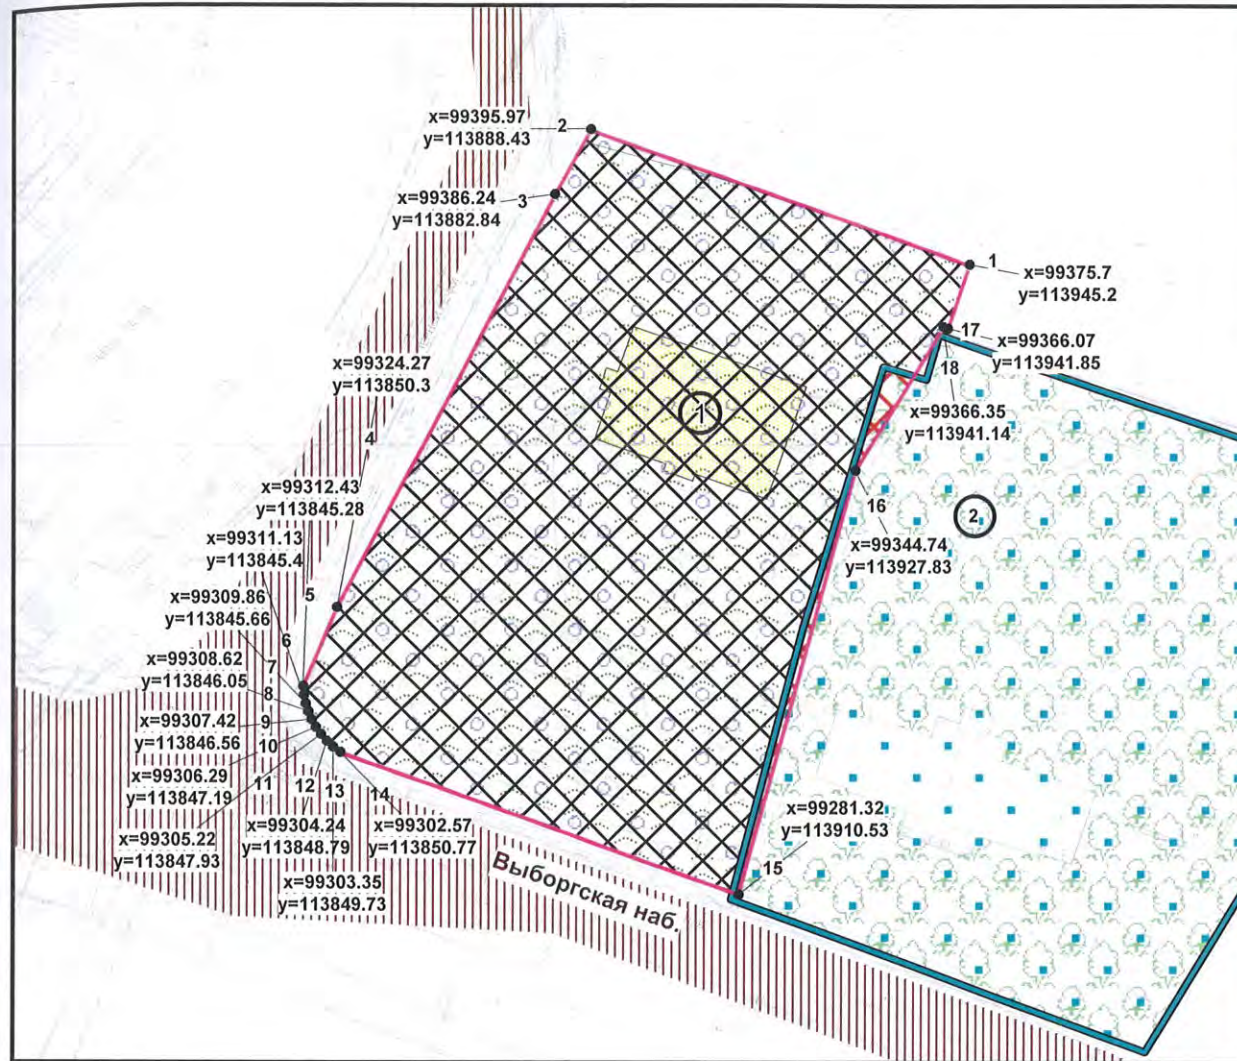 x=99395.97
y=113888.43
2
x=99386.24
y=113882.84
3
1
x=99375.7
y=113945.2
17
x=99366.07
y=113941.85
18
x=99366.35
y=113941.14
x=99324.27
y=113850.3
4
1
x=99312.43
y=113845.28
16
x=99344.74
y=113927.83
2
x=99311.13
y=113845.4
5
x=99309.86
y=113845.66
6
x=99308.62
y=113846.05
7
8
x=99307.42
y=113846.56
9
10
x=99306.29
y=113847.19
11
12
13
14
x=99305.22
y=113847.93
x=99304.24
y=113848.79
x=99302.57
y=113850.77
x=99303.35
y=113849.73
x=99281.32
y=113910.53
15
Выборгская наб.